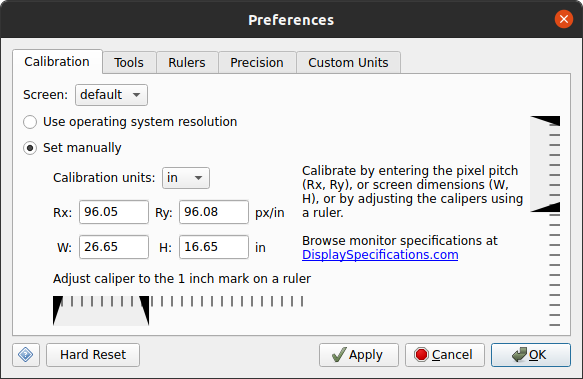 Preferences
Calibration Tools Rulers Precision Custom Units
Screen: default
Use operating system resolution
Set manually
Calibration units: in
Rx: 96.05 Ry: 96.08 px/in
W: 26.65 H: 16.65 in
Calibrate by entering the pixel pitch
(Rx, Ry), or screen dimensions (W,
H), or by adjusting the calipers using
a ruler.
Browse monitor specifications at
DisplaySpecifications.com
Adjust caliper to the 1 inch mark on a ruler
? Hard Reset Apply Cancel OK